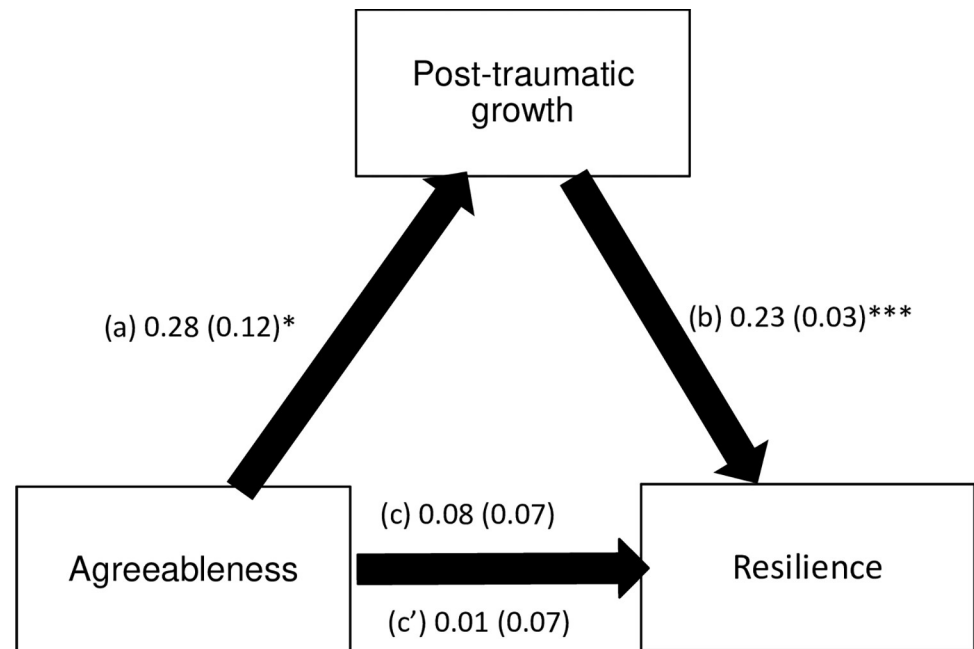 Post-traumatic
growth
(a) 0.28 (0.12)*
(b) 0.23 (0.03)***
(c) 0.08 (0.07)
Agreeableness
Resilience
(c’) 0.01 (0.07)